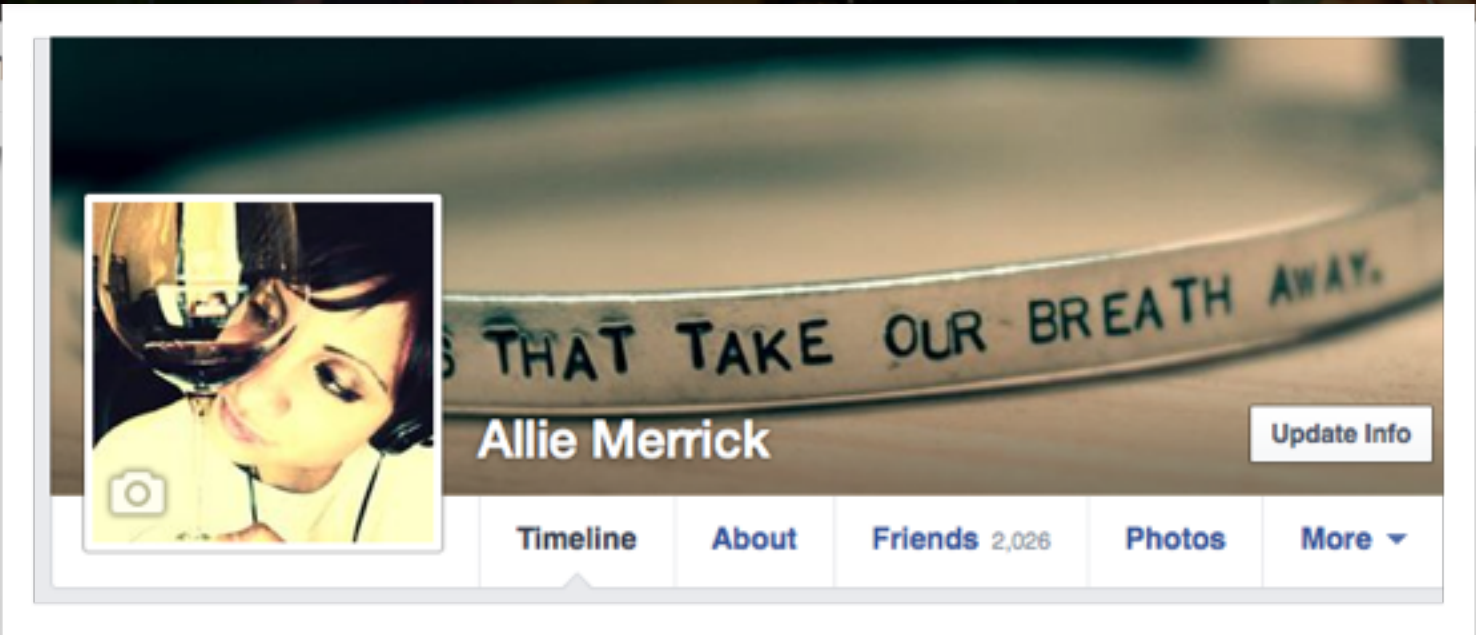 THAT TAKE OUR BREATH AWAY.
Allie Merrick
Update Info
Timeline About Friends 2,026 Photos More